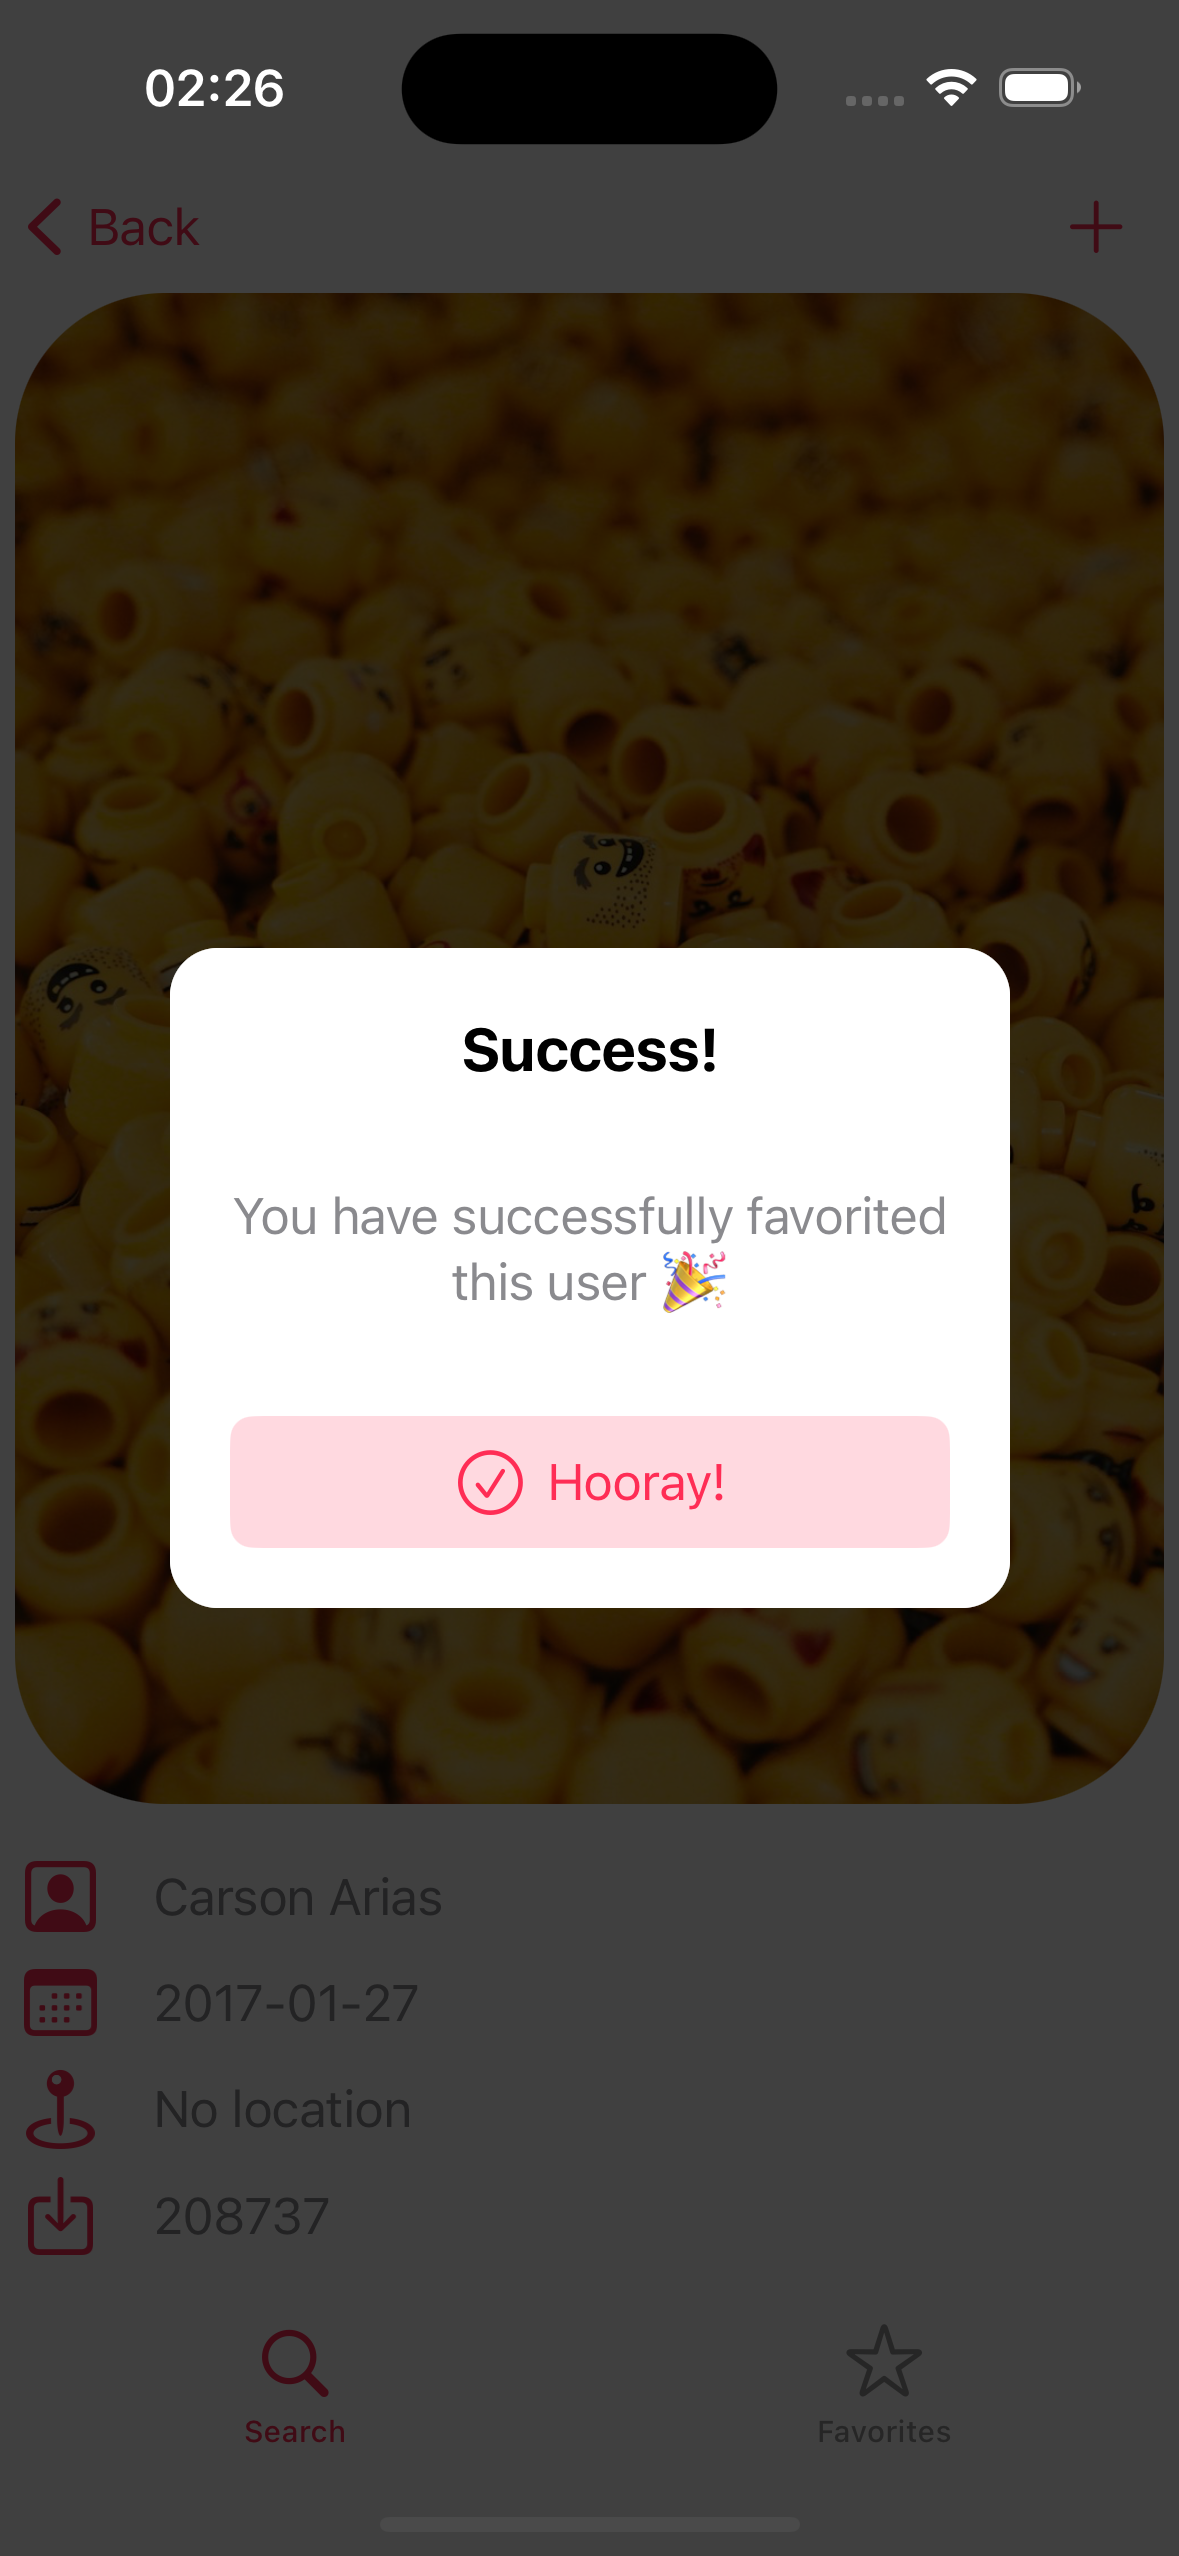 02:26
Back
Success!
You have successfully favorited
this user 🎉
Hooray!
Carson Arias
2017-01-27
No location
208737
Search
Favorites